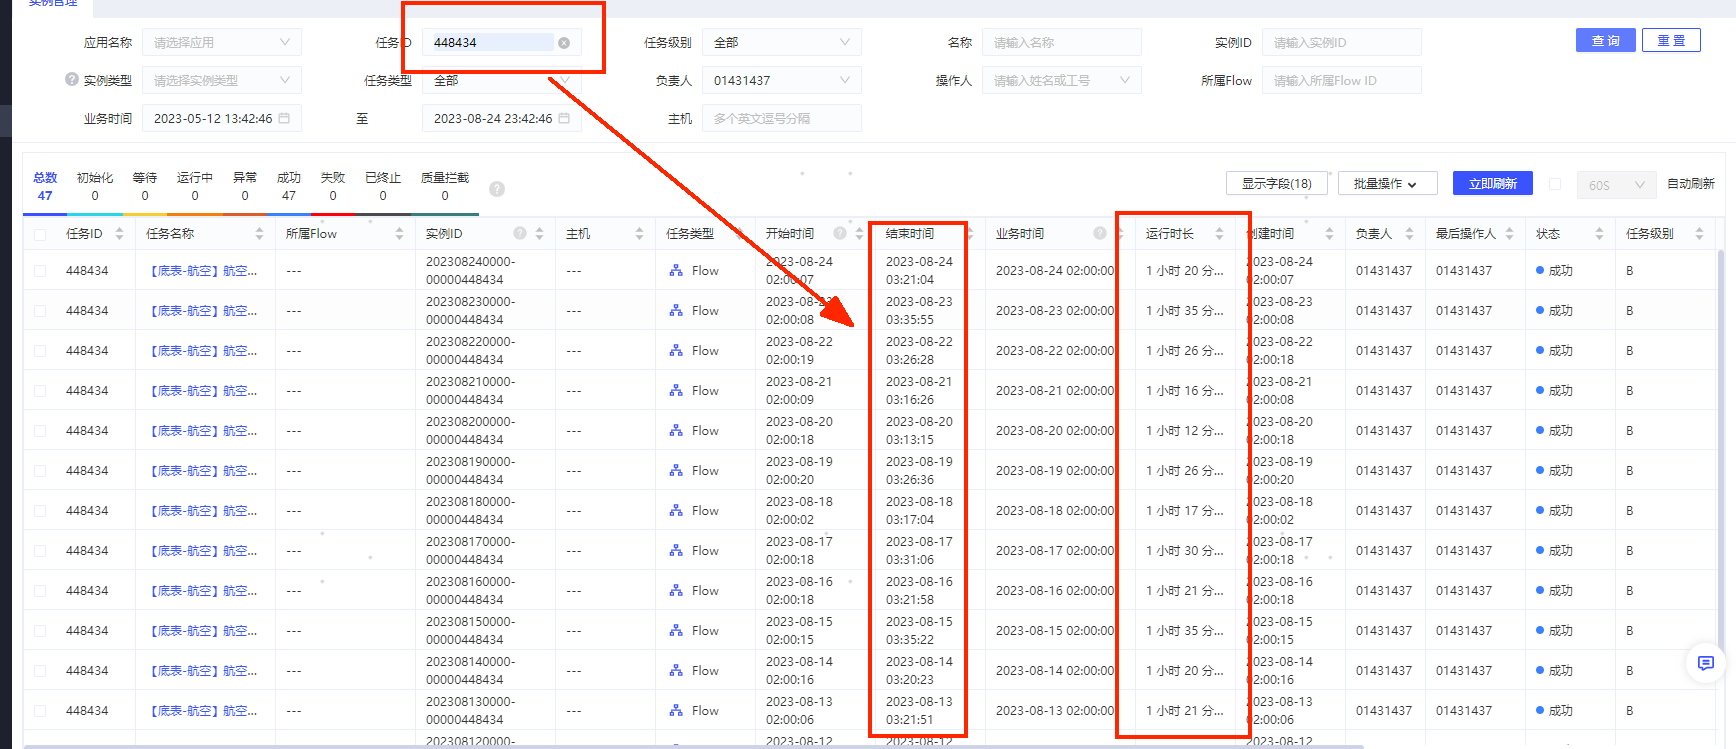 实例管理
应用名称 请选择应用 任务ID 448434 任务级别 全部 名称 请输入名称 实例ID 请输入实例ID 查 询 重 置
实例类型 请选择实例类型 任务类型 全部 负责人 01431437 操作人 请输入姓名或工号 所属Flow 请输入所属Flow ID
业务时间 2023-05-12 13:42:46 至 2023-08-24 23:42:46 主机 多个英文逗号分隔
总数 初始化 等待 运行中 异常 成功 失败 已终止 质量拦截
47 0 0 0 0 47 0 0 0
显示字段(18) 批量操作 立即刷新 60S 自动刷新
任务ID 任务名称 所属Flow 实例ID 主机 任务类型 开始时间 结束时间 业务时间 运行时长 创建时间 负责人 最后操作人 状态 任务级别
448434 【底表-航空】航空... --- 202308240000-00000448434 --- Flow 2023-08-24 02:00:07 2023-08-24 03:21:04 2023-08-24 02:00:00 1 小时 20 分... 2023-08-24 02:00:07 01431437 01431437 成功 B
448434 【底表-航空】航空... --- 202308230000-00000448434 --- Flow 2023-08-23 02:00:08 2023-08-23 03:35:55 2023-08-23 02:00:00 1 小时 35 分... 2023-08-23 02:00:08 01431437 01431437 成功 B
448434 【底表-航空】航空... --- 202308220000-00000448434 --- Flow 2023-08-22 02:00:19 2023-08-22 03:26:28 2023-08-22 02:00:00 1 小时 26 分... 2023-08-22 02:00:18 01431437 01431437 成功 B
448434 【底表-航空】航空... --- 202308210000-00000448434 --- Flow 2023-08-21 02:00:09 2023-08-21 03:16:26 2023-08-21 02:00:00 1 小时 16 分... 2023-08-21 02:00:08 01431437 01431437 成功 B
448434 【底表-航空】航空... --- 202308200000-00000448434 --- Flow 2023-08-20 02:00:18 2023-08-20 03:13:15 2023-08-20 02:00:00 1 小时 12 分... 2023-08-20 02:00:18 01431437 01431437 成功 B
448434 【底表-航空】航空... --- 202308190000-00000448434 --- Flow 2023-08-19 02:00:20 2023-08-19 03:26:36 2023-08-19 02:00:00 1 小时 26 分... 2023-08-19 02:00:20 01431437 01431437 成功 B
448434 【底表-航空】航空... --- 202308180000-00000448434 --- Flow 2023-08-18 02:00:02 2023-08-18 03:17:04 2023-08-18 02:00:00 1 小时 17 分... 2023-08-18 02:00:02 01431437 01431437 成功 B
448434 【底表-航空】航空... --- 202308170000-00000448434 --- Flow 2023-08-17 02:00:18 2023-08-17 03:31:06 2023-08-17 02:00:00 1 小时 30 分... 2023-08-17 02:00:18 01431437 01431437 成功 B
448434 【底表-航空】航空... --- 202308160000-00000448434 --- Flow 2023-08-16 02:00:18 2023-08-16 03:21:58 2023-08-16 02:00:00 1 小时 21 分... 2023-08-16 02:00:18 01431437 01431437 成功 B
448434 【底表-航空】航空... --- 202308150000-00000448434 --- Flow 2023-08-15 02:00:15 2023-08-15 03:35:22 2023-08-15 02:00:00 1 小时 35 分... 2023-08-15 02:00:15 01431437 01431437 成功 B
448434 【底表-航空】航空... --- 202308140000-00000448434 --- Flow 2023-08-14 02:00:16 2023-08-14 03:20:23 2023-08-14 02:00:00 1 小时 20 分... 2023-08-14 02:00:16 01431437 01431437 成功 B
448434 【底表-航空】航空... --- 202308130000-00000448434 --- Flow 2023-08-13 02:00:06 2023-08-13 03:21:51 2023-08-13 02:00:00 1 小时 21 分... 2023-08-13 02:00:06 01431437 01431437 成功 B
202308120000- 2023-08-12 2023-08-12 2023-08-12